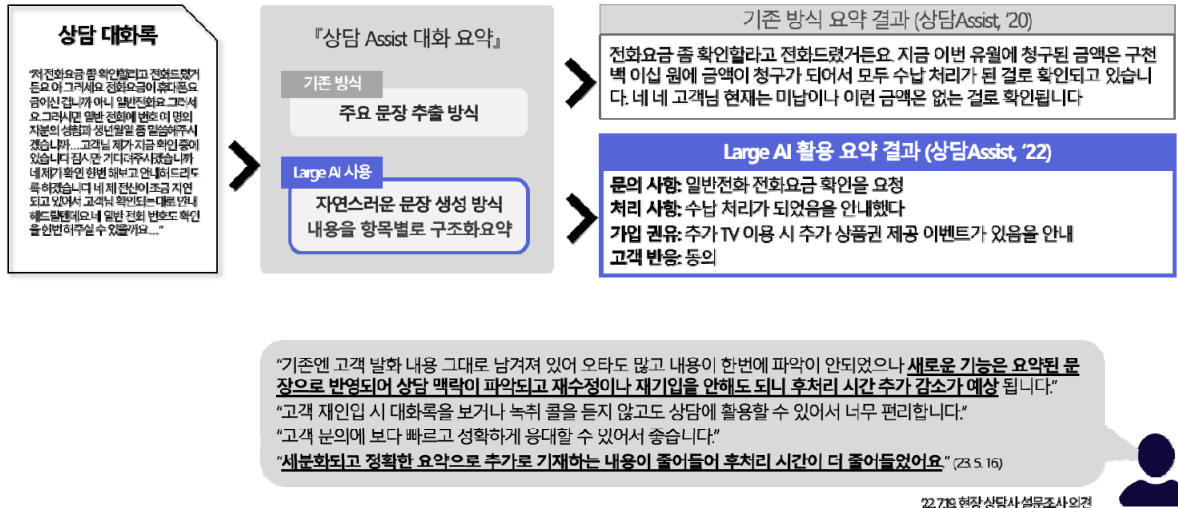 상담 대화록
"저 전화요금 좀 확인할라고 전화드렸거
든요 아 그러세요 전화요금이 휴대폰요
금이신 겁니까 아니 일반전화요 그러세
요 그러시면 일반 전화에 번호 여 명의
자분의 성함과 생년월일 좀 말씀해주시
겠습니까....고객님 제가 지금 확인 중에
있습니다 잠시만 기다려주시겠습니까
네 제가 확인 한번 해보고 안내해드리도
록 하겠습니다 네 제 전산이 조금 지연
되고 있어서 고객님 확인되는대로 안내
해드릴텐데요 네 일반 전화 번호도 확인
을 한번 해주실 수 있을까요...."
『상담 Assist 대화 요약』
기존 방식
주요 문장 추출 방식
Large AI 사용
자연스러운 문장 생성 방식
내용을 항목별로 구조화요약
기존 방식 요약 결과 (상담Assist, '20)
전화요금 좀 확인할라고 전화드렸거든요. 지금 이번 유월에 청구된 금액은 구천
백 이십 원에 금액이 청구가 되어서 모두 수납 처리가 된 걸로 확인되고 있습니
다. 네 네 고객님 현재는 미납이나 이런 금액은 없는 걸로 확인됩니다
Large AI 활용 요약 결과 (상담Assist, '22)
문의 사항: 일반전화 전화요금 확인을 요청
처리 사항: 수납 처리가 되었음을 안내했다
가입 권유: 추가 TV 이용 시 추가 상품권 제공 이벤트가 있음을 안내
고객 반응: 동의
"기존엔 고객 발화 내용 그대로 남겨져 있어 오타도 많고 내용이 한번에 파악이 안되었으나 새로운 기능은 요약된 문
장으로 반영되어 상담 맥락이 파악되고 재수정이나 재기입을 안해도 되니 후처리 시간 추가 감소가 예상 됩니다."
"고객 재인입 시 대화록을 보거나 녹취 콜을 듣지 않고도 상담에 활용할 수 있어서 너무 편리합니다."
"고객 문의에 보다 빠르고 정확하게 응대할 수 있어서 좋습니다."
"세분화되고 정확한 요약으로 추가로 기재하는 내용이 줄어들어 후처리 시간이 더 줄어들었어요." (23. 5. 16)
'22.7.19, 현장 상담사 설문조사 의견